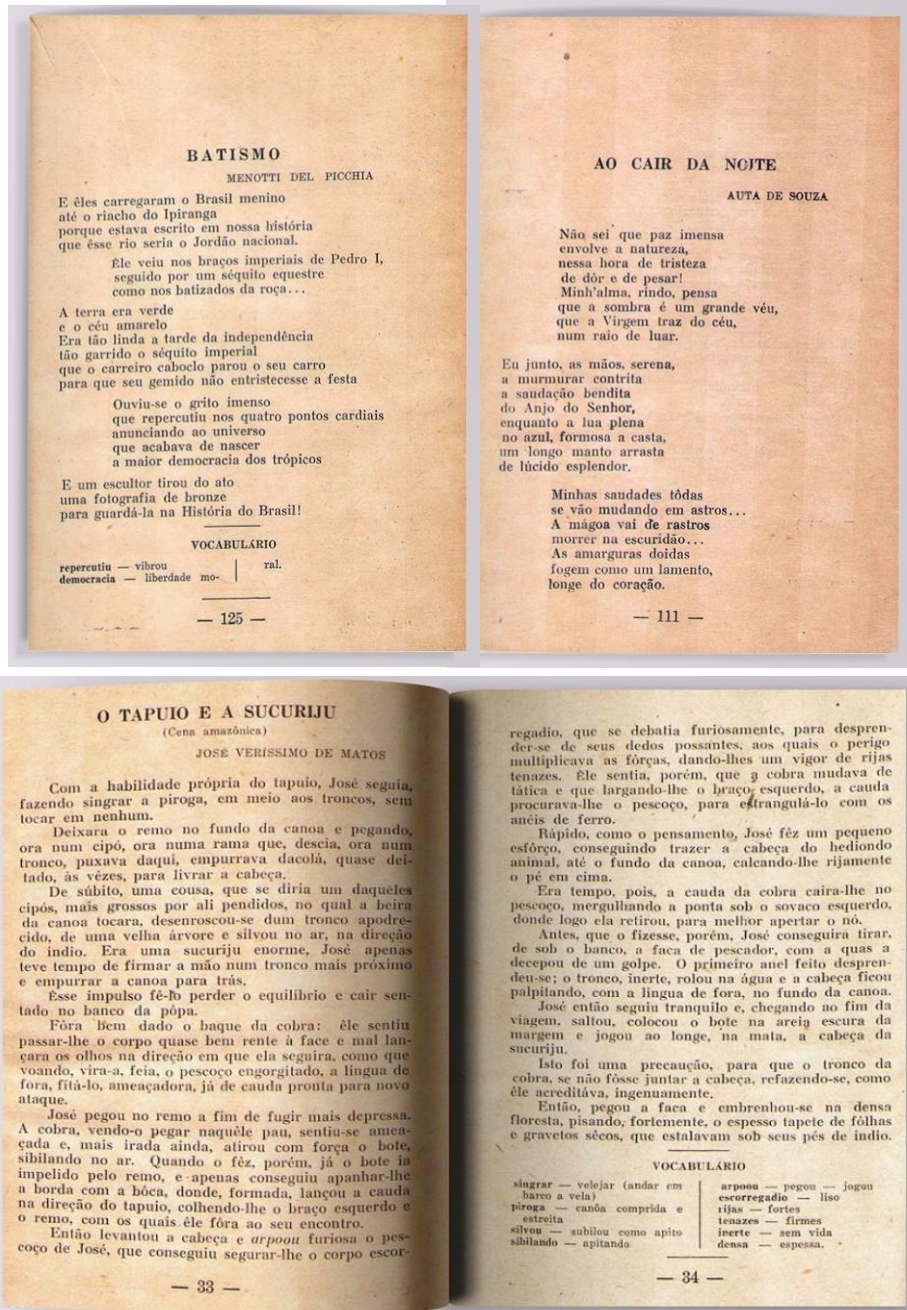 BATISMO
MENOTTI DEL PICCHIA
E êles carregaram o Brasil menino
até o riacho do Ipiranga
porque estava escrito em nossa história
que êsse rio seria o Jordão nacional.
Êle veiu nos braços imperiais de Pedro I,
seguido por um séquito equestre
como nos batizados da roça...
A terra era verde
e o céu amarelo
Era tão linda a tarde da independência
tão garrido o séquito imperial
que o carreiro caboclo parou o seu carro
para que seu gemido não entristecesse a festa
Ouviu-se o grito imenso
que repercutiu nos quatro pontos cardiais
anunciando ao universo
que acabava de nascer
a maior democracia dos trópicos
E um escultor tirou do ato
uma fotografia de bronze
para guardá-la na História do Brasil!
VOCABULÁRIO
repercutiu — vibrou
democracia — liberdade mo-
ral.
— 125 —
AO CAIR DA NOITE
AUTA DE SOUZA
Não sei que paz imensa
envolve a natureza,
nessa hora de tristeza
de dôr e de pesar!
Minh'alma, rindo, pensa
que a sombra é um grande véu,
que a Virgem traz do céu,
num raio de luar.
Eu junto, as mãos, serena,
a murmurar contrita
a saudação bendita
do Anjo do Senhor,
enquanto a lua plena
no azul, formosa a casta,
um longo manto arrasta
de lúcido esplendor.
Minhas saudades tôdas
se vão mudando em astros...
A mágoa vai de rastros
morrer na escuridão...
As amarguras doidas
fogem como um lamento,
longe do coração.
— 111 —
O TAPUIO E A SUCURIJU
(Cena amazônica)
JOSÉ VERISSIMO DE MATOS
Com a habilidade própria do tapuio, José seguia,
fazendo singrar a piroga, em meio aos troncos, sem
tocar em nenhum.
Deixara o remo no fundo da canoa e pegando,
ora num cipó, ora numa rama que, descia, ora num
tronco, puxava daqui, empurrava dacolá, quase dei-
tado, às vêzes, para livrar a cabeça.
De súbito, uma cousa, que se diria um daquêles
cipós, mais grossos por ali pendidos, no qual a beira
da canoa tocara, desenroscou-se dum tronco apodre-
cido, de uma velha árvore e silvou no ar, na direção
do índio. Era uma sucuriju enorme, José apenas
teve tempo de firmar a mão num tronco mais próximo
e empurrar a canoa para trás.
Êsse impulso fê-lo perder o equilíbrio e cair sen-
tado no banco da pôpa.
Fôra bem dado o baque da cobra: êle sentiu
passar-lhe o corpo quase bem rente à face e mal lan-
çara os olhos na direção em que ela seguira, como que
voando, vira-a, feia, o pescoço engorgitado, a língua de
fora, fitá-lo, ameaçadora, já de cauda pronta para novo
ataque.
José pegou no remo a fim de fugir mais depressa.
A cobra, vendo-o pegar naquêle pau, sentiu-se amea-
çada e, mais irada ainda, atirou com força o bote,
sibilando no ar. Quando o fêz, porém, já o bote ia
impelido pelo remo, e apenas conseguiu apanhar-lhe
a borda com a bôca, donde, formada, lançou a cauda
na direção do tapuio, colhendo-lhe o braço esquerdo e
o remo, com os quais êle fôra ao seu encontro.
Então levantou a cabeça e arpoou furiosa o pes-
coço de José, que conseguiu segurar-lhe o corpo escor-
— 33 —
regadio, que se debatia furiosamente, para despren-
der-se de seus dedos possantes, aos quais o perigo
multiplicava as fôrças, dando-lhes um vigor de rijas
tenazes. Êle sentia, porém, que a cobra mudava de
tática e que largando-lhe o braço esquerdo, a cauda
procurava-lhe o pescoço, para estrangulá-lo com os
anéis de ferro.
Rápido, como o pensamento, José fêz um pequeno
esfôrço, conseguindo trazer a cabeça do hediondo
animal, até o fundo da canoa, calcando-lhe rijamente
o pé em cima.
Era tempo, pois, a cauda da cobra caira-lhe no
pescoço, mergulhando a ponta sob o sovaco esquerdo,
donde logo ela retirou, para melhor apertar o nó.
Antes, que o fizesse, porém, José conseguira tirar,
de sob o banco, a faca de pescador, com a quas a
decepou de um golpe. O primeiro anel feito despren-
deu-se; o tronco, inerte, rolou na água e a cabeça ficou
palpitando, com a língua de fora, no fundo da canoa.
José então seguiu tranquilo e, chegando ao fim da
viagem, saltou, colocou o bote na areia escura da
margem e jogou ao longe, na mata, a cabeça da
sucuriju.
Isto foi uma precaução, para que o tronco da
cobra, se não fôsse juntar a cabeça, refazendo-se, como
êle acreditáva, ingenuamente.
Então, pegou a faca e embrenhou-se na densa
floresta, pisando, fortemente, o espesso tapete de fôlhas
e gravetos sêcos, que estalavam sob seus pés de índio.
VOCABULÁRIO
singrar — velejar (andar em
barco a vela)
piroga — canôa comprida e
estreita
silvou — subilou como apito
sibilando — apitando
arpoou — pegou — jogou
escorregadio — liso
rijas — fortes
tenazes — firmes
inerte — sem vida
densa — espessa.
— 34 —